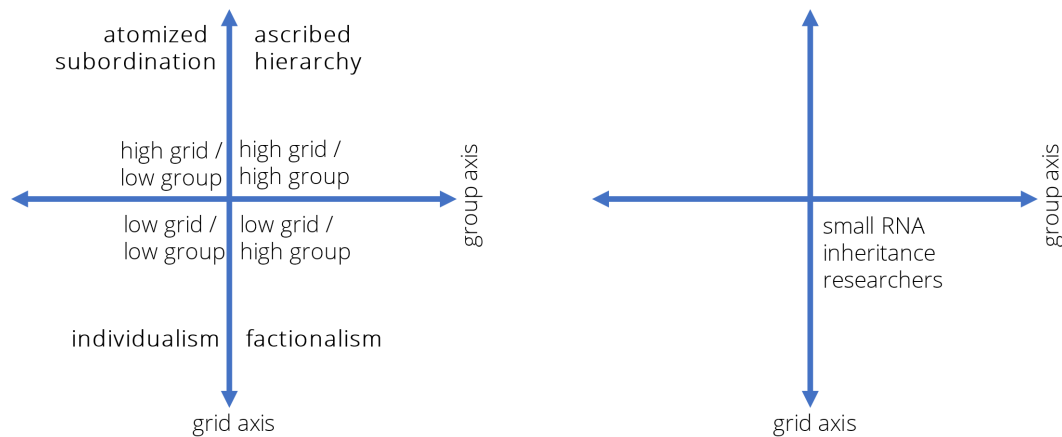 atomized
subordination
ascribed
hierarchy
high grid /
low group
high grid /
high group
group axis
low grid /
low group
low grid /
high group
individualism
factionalism
grid axis
group axis
small RNA
inheritance
researchers
grid axis